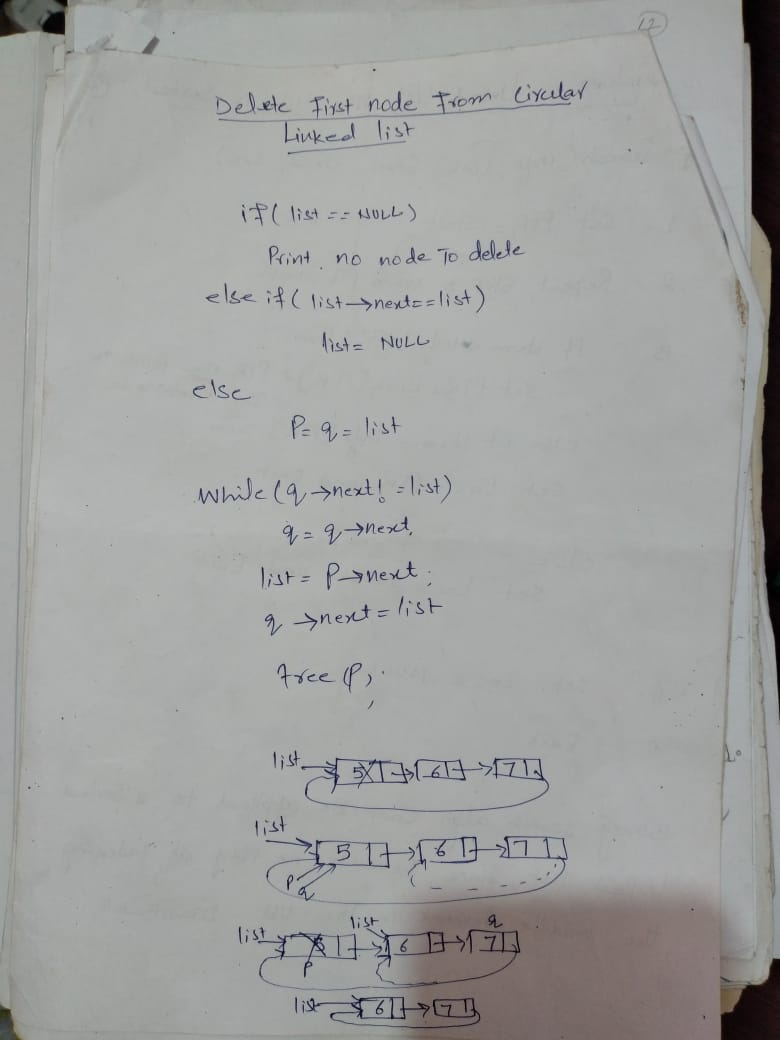 12
Delete First node From Circular
Linked list
if( list == NULL)
Print no node To delete
else if( list→next==list)
list= NULL
else
P= q= list
While (q→next! =list)
q= q→next,
list= P→next;
q→next= list
free (P);
list 5 6 7
list
5 6 7
P q
list list q
5 6 7
P
list 6 7